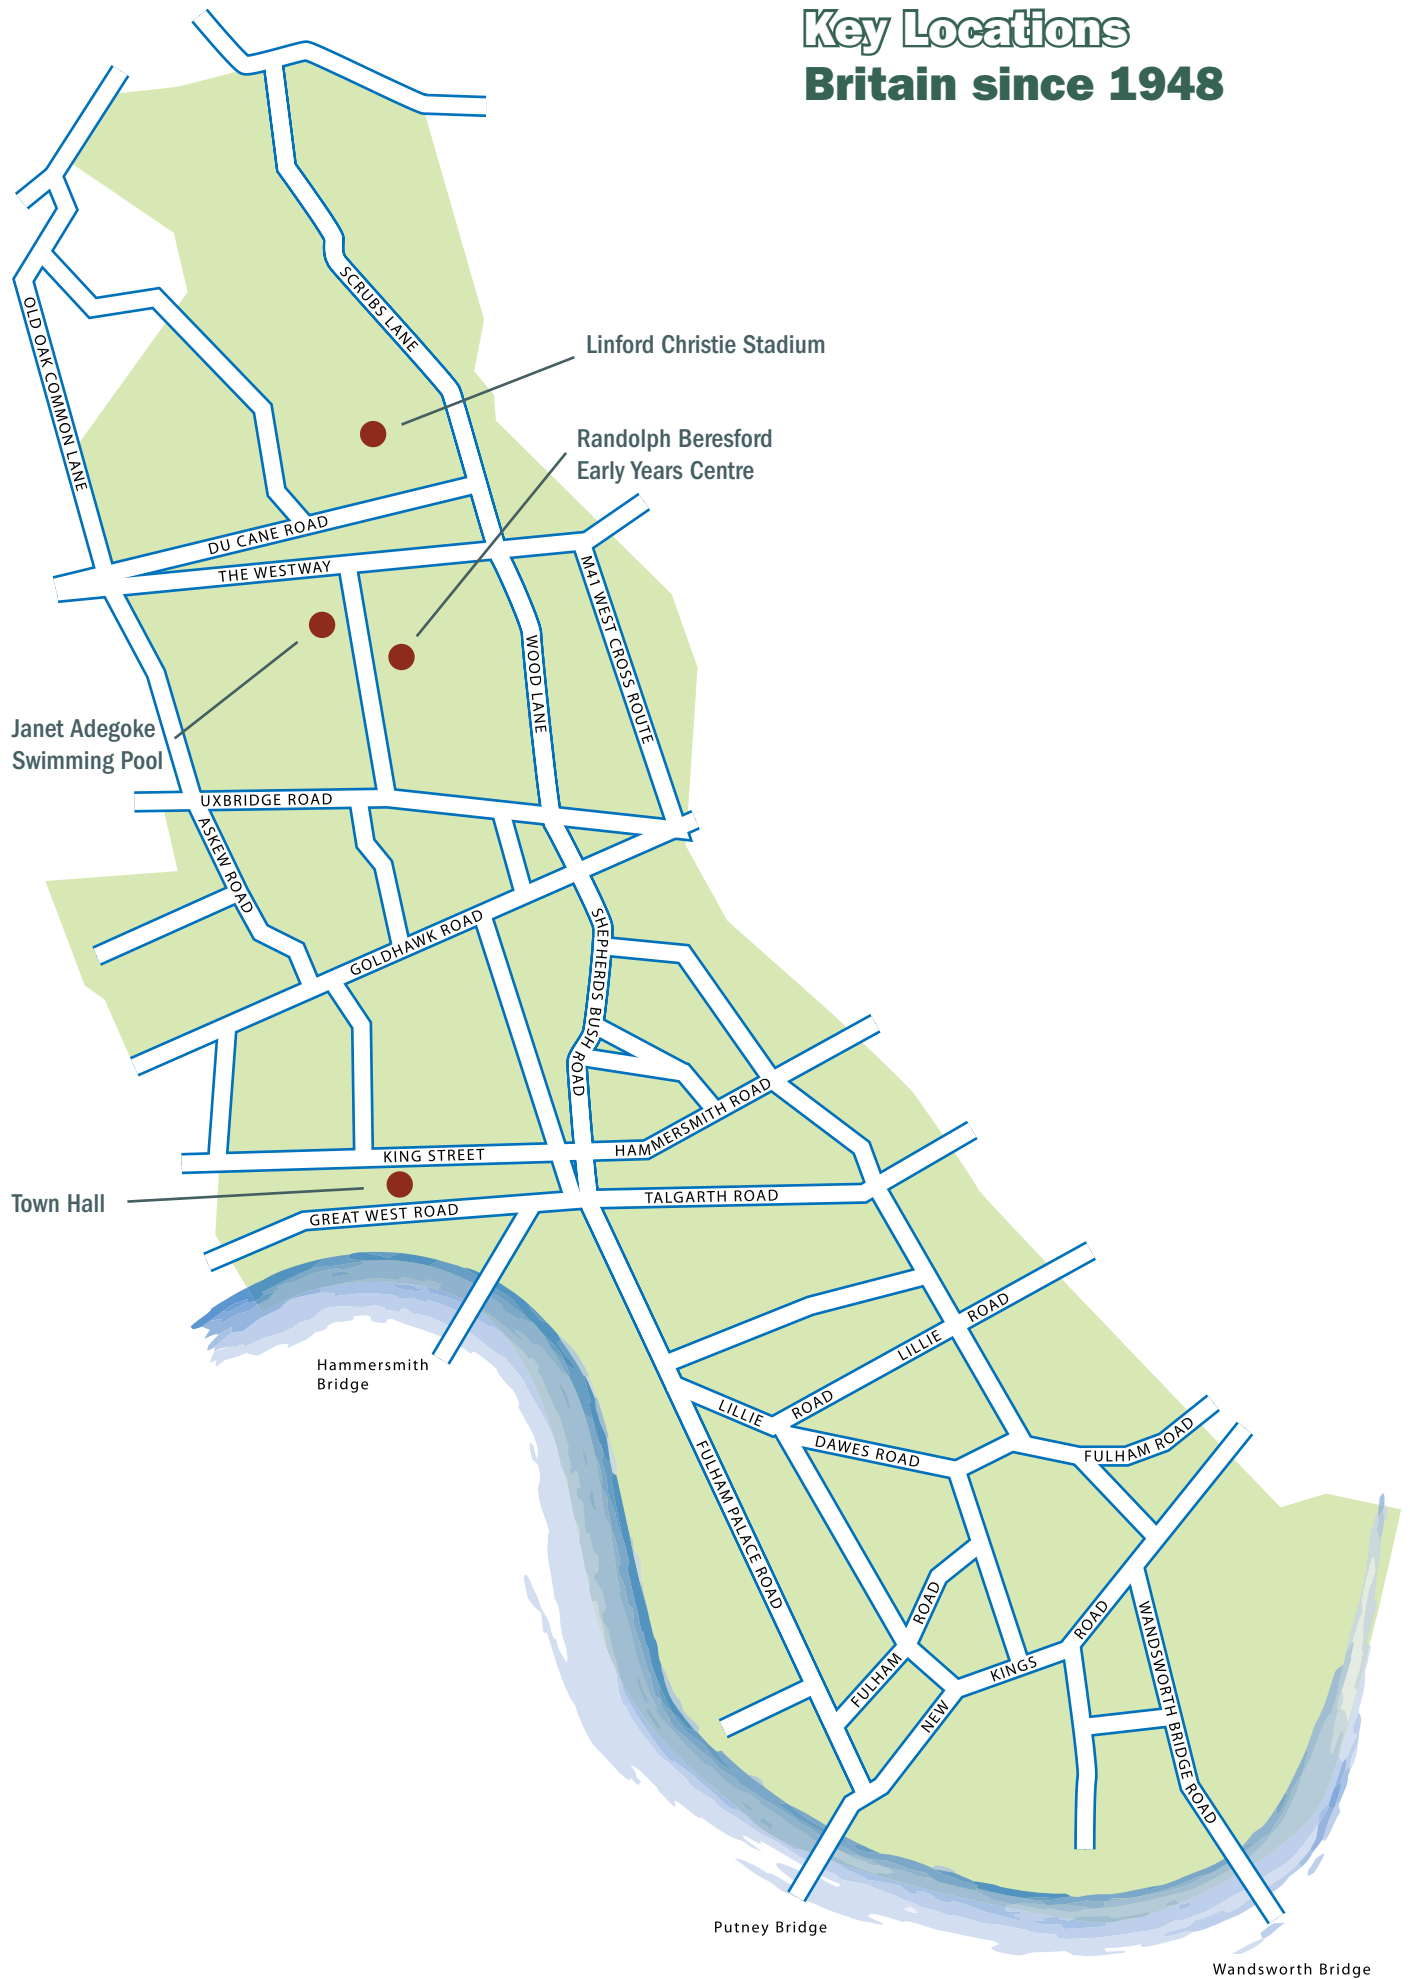 Key Locations
Britain since 1948
SCRUBS LANE
OLD OAK COMMON LANE
Linford Christie Stadium
Randolph Beresford
Early Years Centre
DU CANE ROAD
THE WESTWAY
M41 WEST CROSS ROUTE
WOOD LANE
Janet Adegoke
Swimming Pool
UXBRIDGE ROAD
ASKEW ROAD
GOLDHAWK ROAD
SHEPHERDS BUSH ROAD
HAMMERSMITH ROAD
KING STREET
Town Hall
TALGARTH ROAD
GREAT WEST ROAD
Hammersmith
Bridge
LILLIE ROAD
LILLIE ROAD
DAWES ROAD
FULHAM ROAD
FULHAM PALACE ROAD
FULHAM ROAD
NEW KINGS ROAD
WANDSWORTH BRIDGE ROAD
Putney Bridge
Wandsworth Bridge